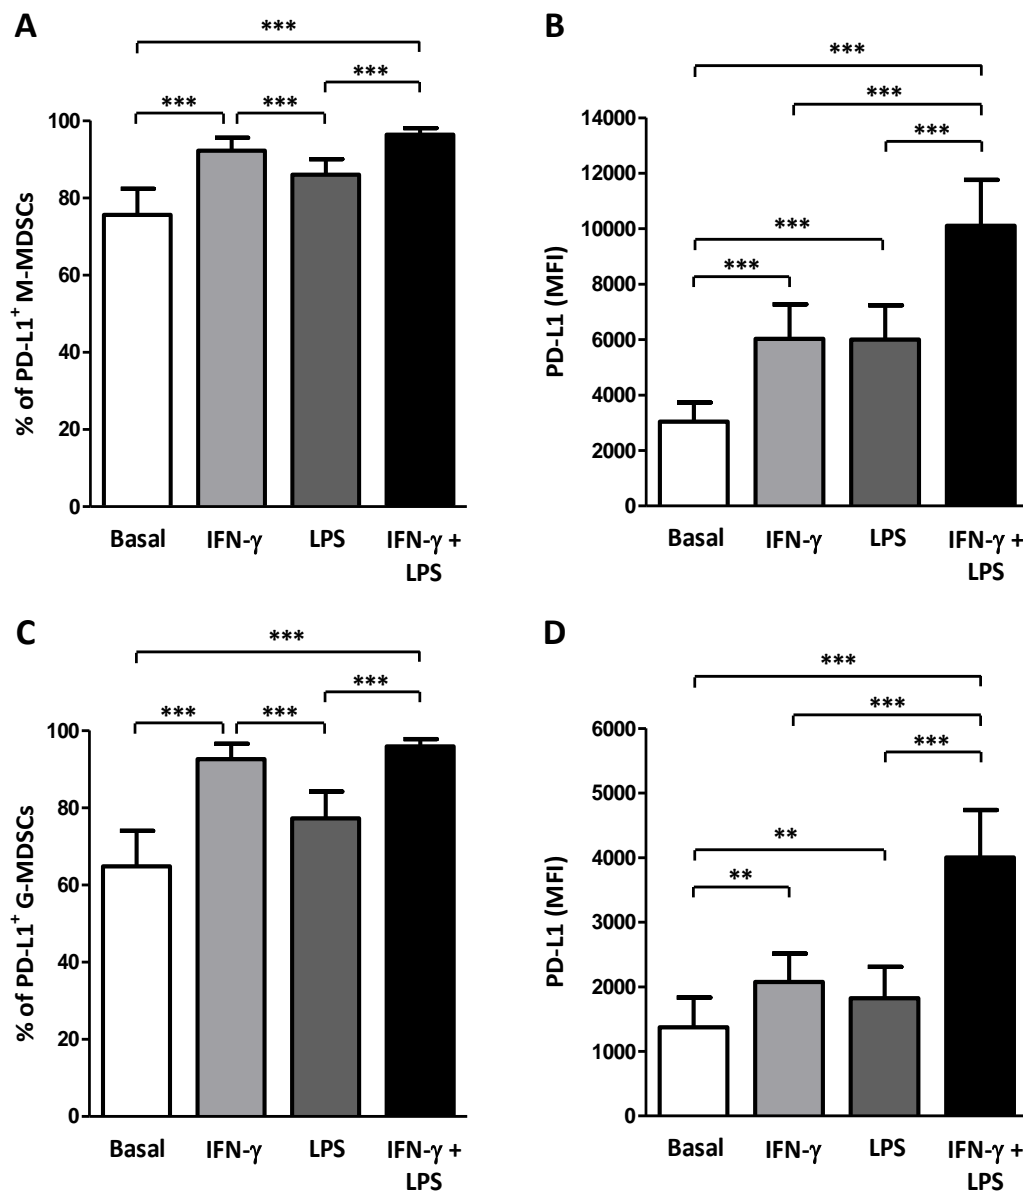 A
***
***
***
***
100
80
60
40
20
0
% of PD-L1+ M-MDSCs
Basal
IFN-γ
LPS
IFN-γ +
LPS
B
***
***
***
***
***
14000
12000
10000
8000
6000
4000
2000
0
PD-L1 (MFI)
Basal
IFN-γ
LPS
IFN-γ +
LPS
C
***
***
***
***
100
80
60
40
20
0
% of PD-L1+ G-MDSCs
Basal
IFN-γ
LPS
IFN-γ +
LPS
D
***
***
***
**
**
6000
5000
4000
3000
2000
1000
0
PD-L1 (MFI)
Basal
IFN-γ
LPS
IFN-γ +
LPS